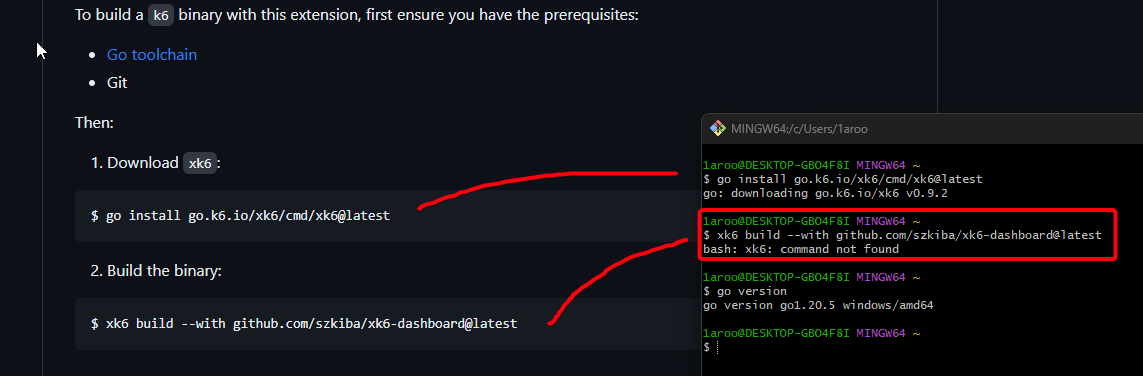 To build a k6 binary with this extension, first ensure you have the prerequisites:
• Go toolchain
• Git
Then:
1. Download xk6:
$ go install go.k6.io/xk6/cmd/xk6@latest
2. Build the binary:
$ xk6 build --with github.com/szkiba/xk6-dashboard@latest
MINGW64:/c/Users/1aroo
1aroo@DESKTOP-GBO4F8I MINGW64 ~
$ go install go.k6.io/xk6/cmd/xk6@latest
go: downloading go.k6.io/xk6 v0.9.2
1aroo@DESKTOP-GBO4F8I MINGW64 ~
$ xk6 build --with github.com/szkiba/xk6-dashboard@latest
bash: xk6: command not found
1aroo@DESKTOP-GBO4F8I MINGW64 ~
$ go version
go version go1.20.5 windows/amd64
1aroo@DESKTOP-GBO4F8I MINGW64 ~
$